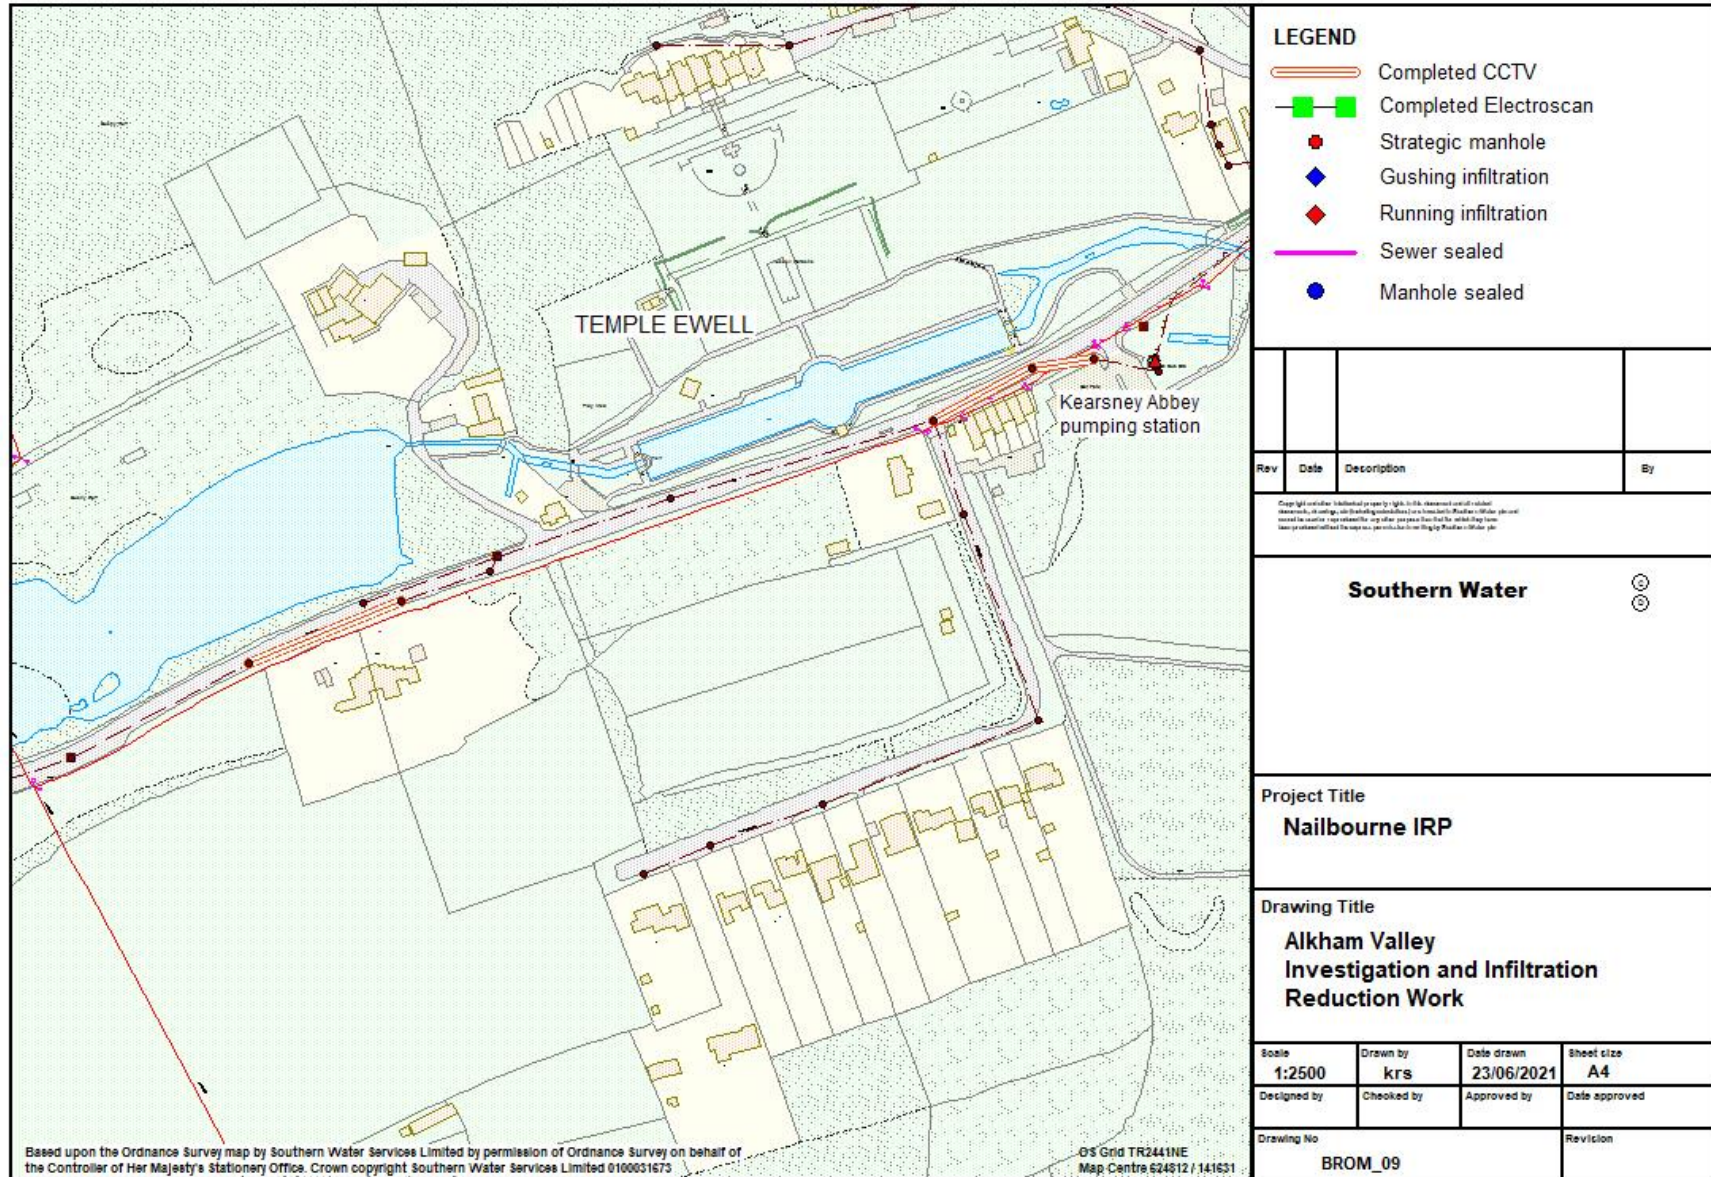 TEMPLE EWELL
Kearsney Abbey
pumping station
Based upon the Ordnance Survey map by Southern Water Services Limited by permission of Ordnance Survey on behalf of
the Controller of Her Majesty's Stationery Office. Crown copyright Southern Water Services Limited 0100031673
OS Grid TR2441NE
Map Centre 624812 / 141631
LEGEND
Completed CCTV
Completed Electroscan
Strategic manhole
Gushing infiltration
Running infiltration
Sewer sealed
Manhole sealed
Rev Date Description By
Southern Water
Project Title
Nailbourne IRP
Drawing Title
Alkham Valley
Investigation and Infiltration
Reduction Work
Scale Drawn by Date drawn Sheet size
1:2500 krs 23/06/2021 A4
Designed by Checked by Approved by Date approved
Drawing No Revision
BROM_09